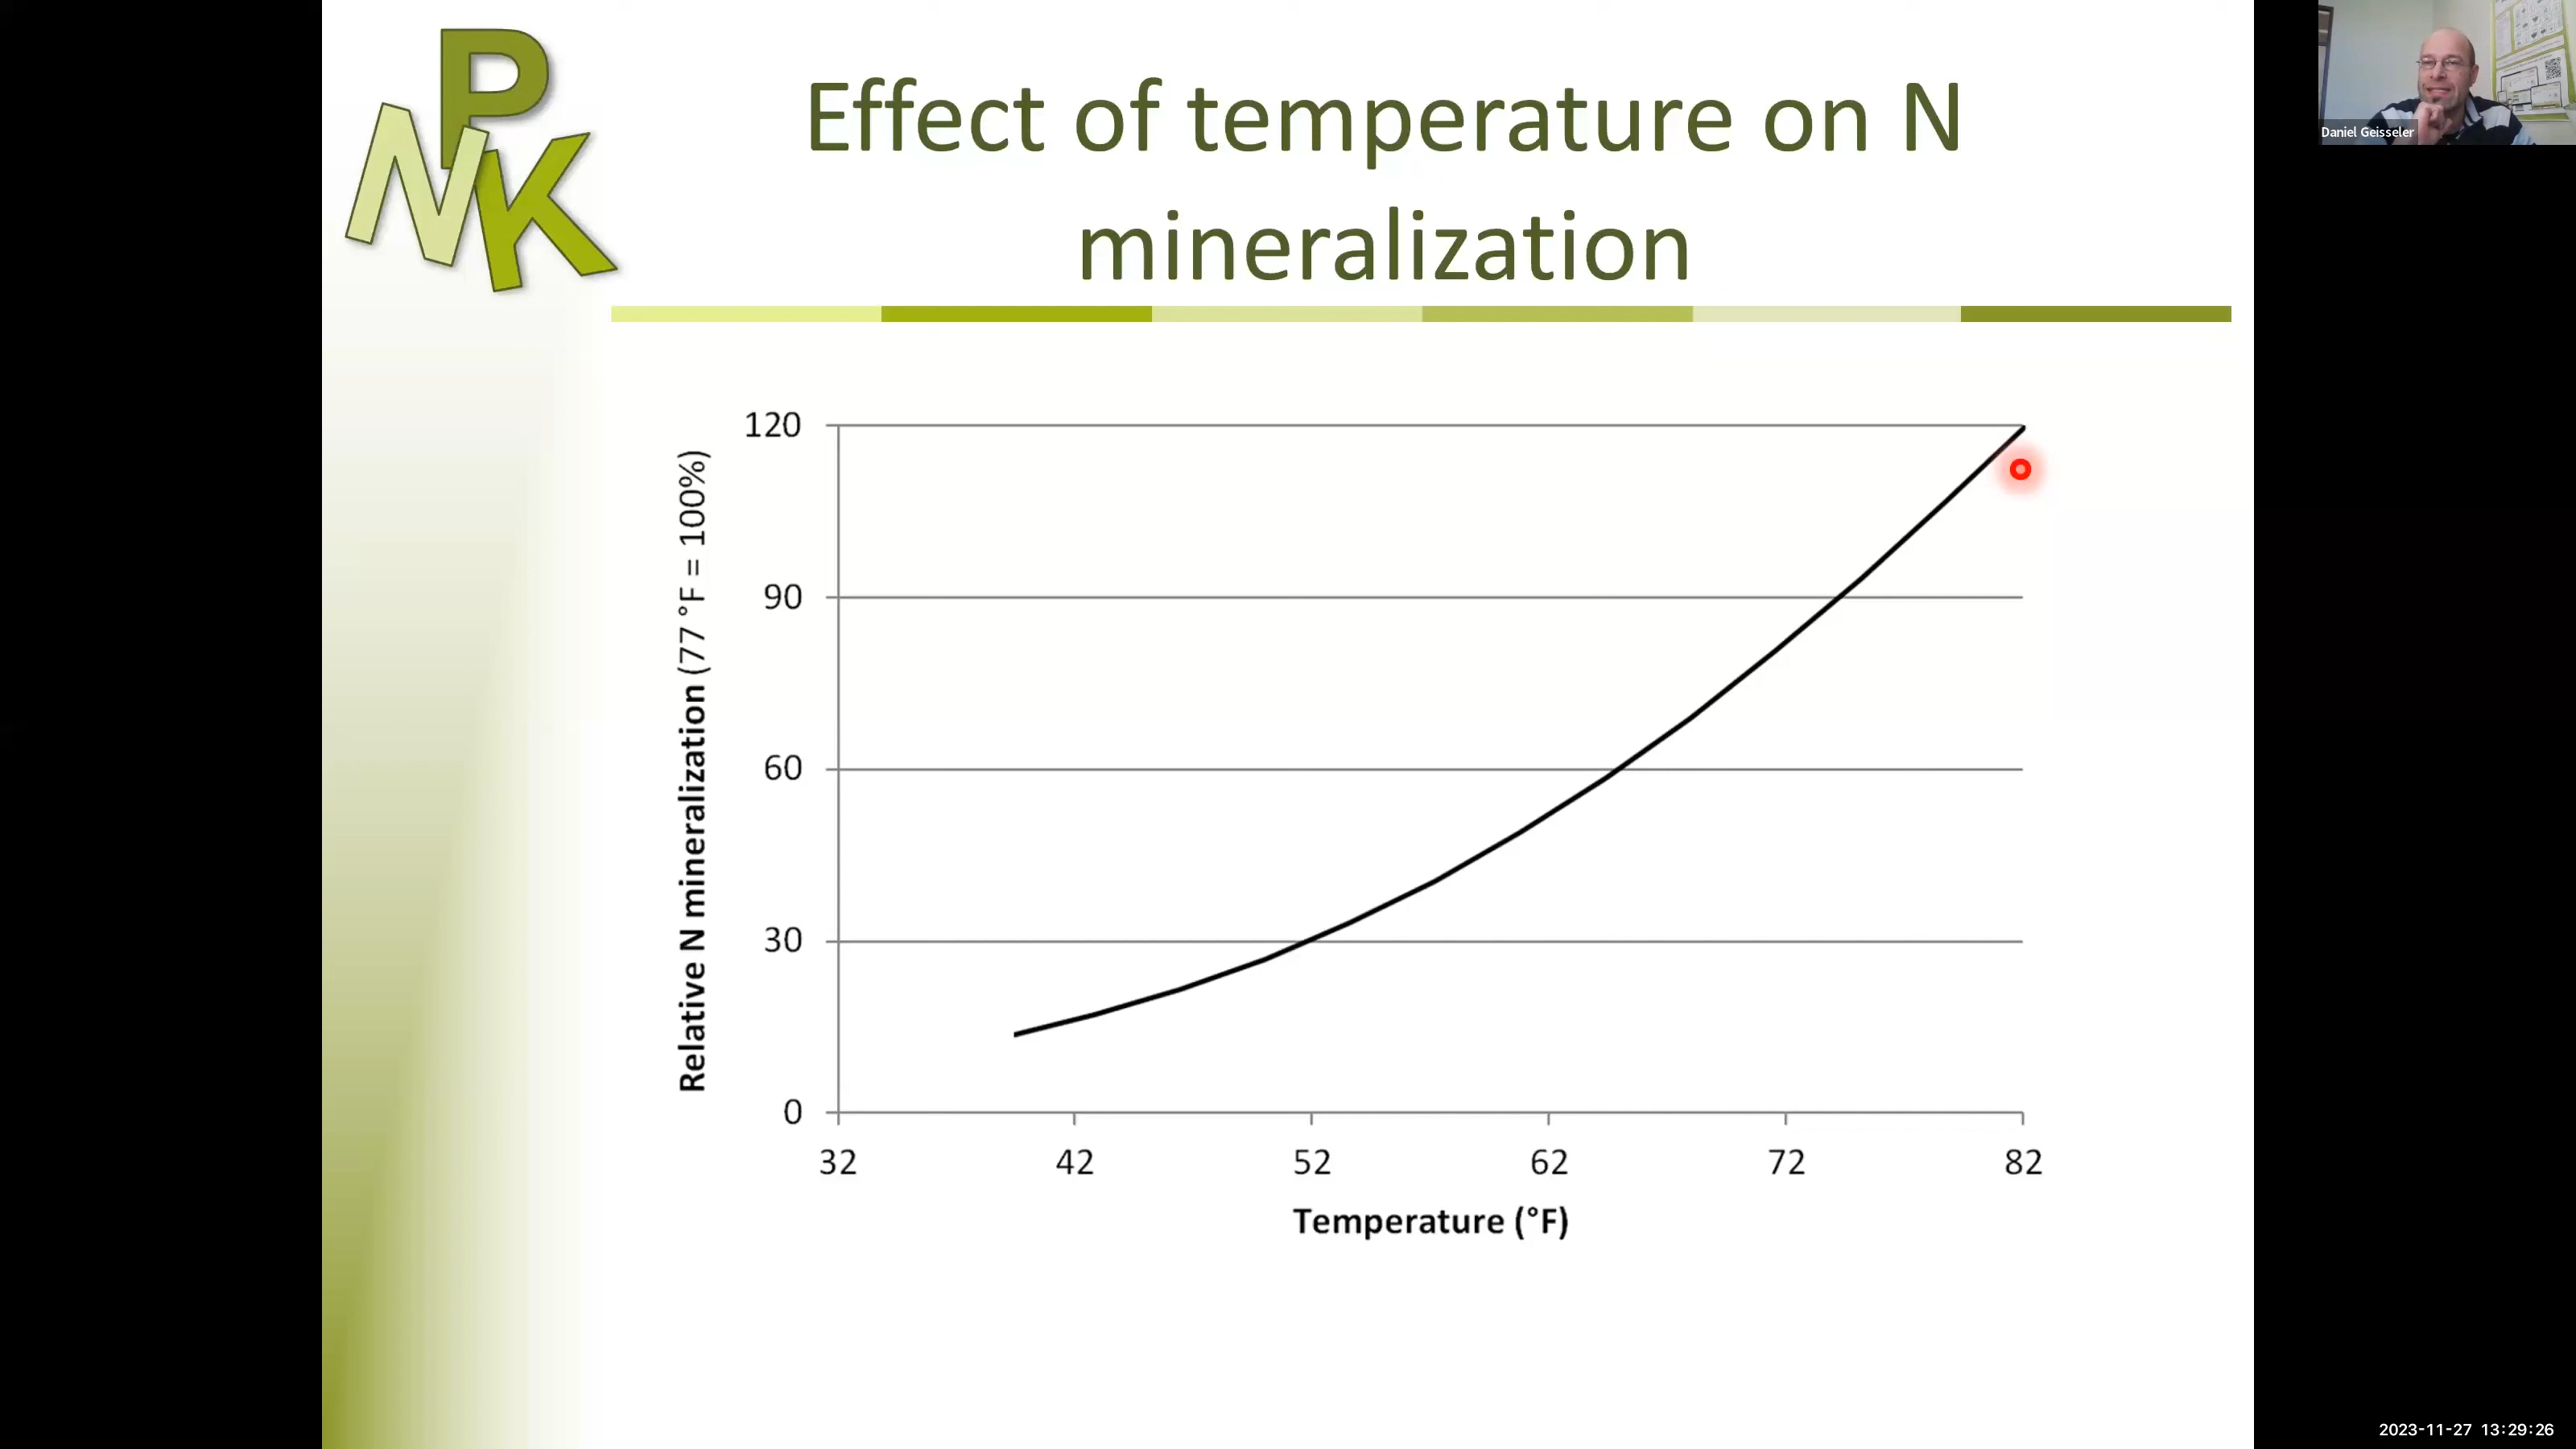 P
N
K
Effect of temperature on N
mineralization
Daniel Geisseler
Relative N mineralization (77 °F = 100%)
120
90
60
30
0
32 42 52 62 72 82
Temperature (°F)
2023-11-27 13:29:26